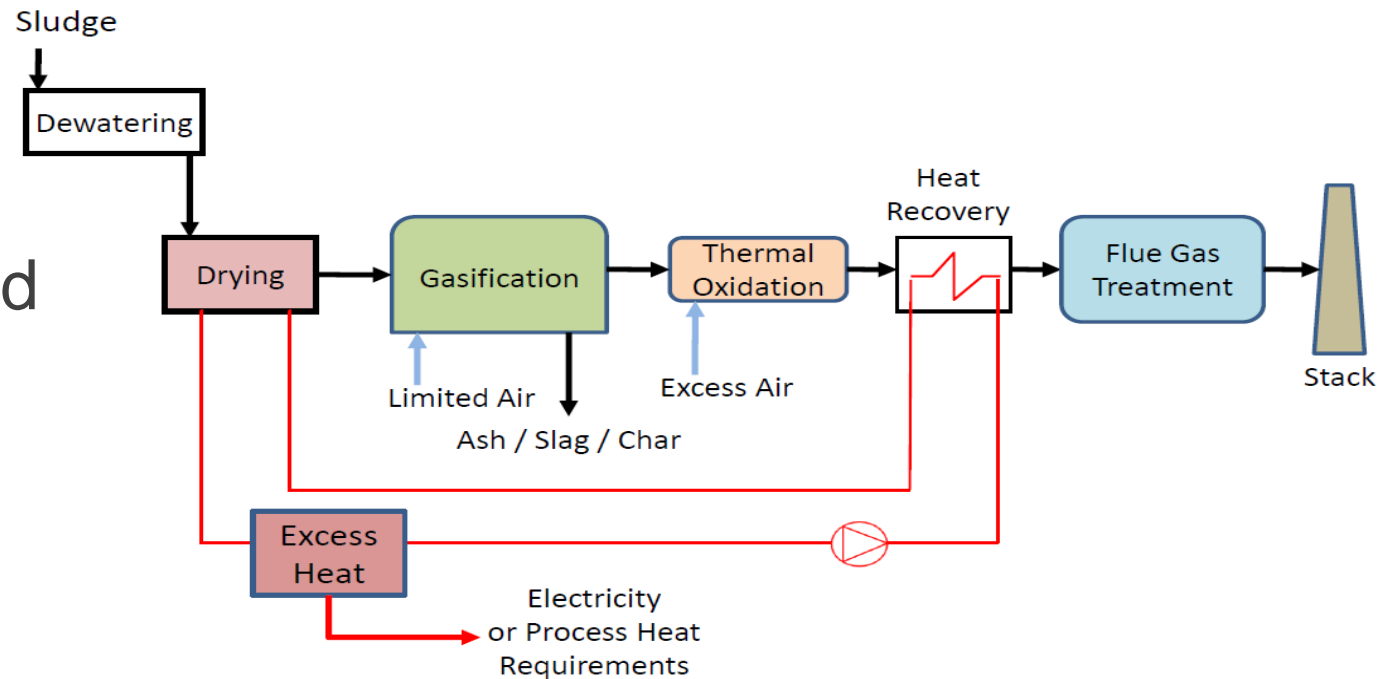 Sludge
Dewatering
d
Drying
Gasification
Thermal
Oxidation
Heat
Recovery
Flue Gas
Treatment
Stack
Limited Air
Excess Air
Ash / Slag / Char
Excess
Heat
Electricity
or Process Heat
Requirements